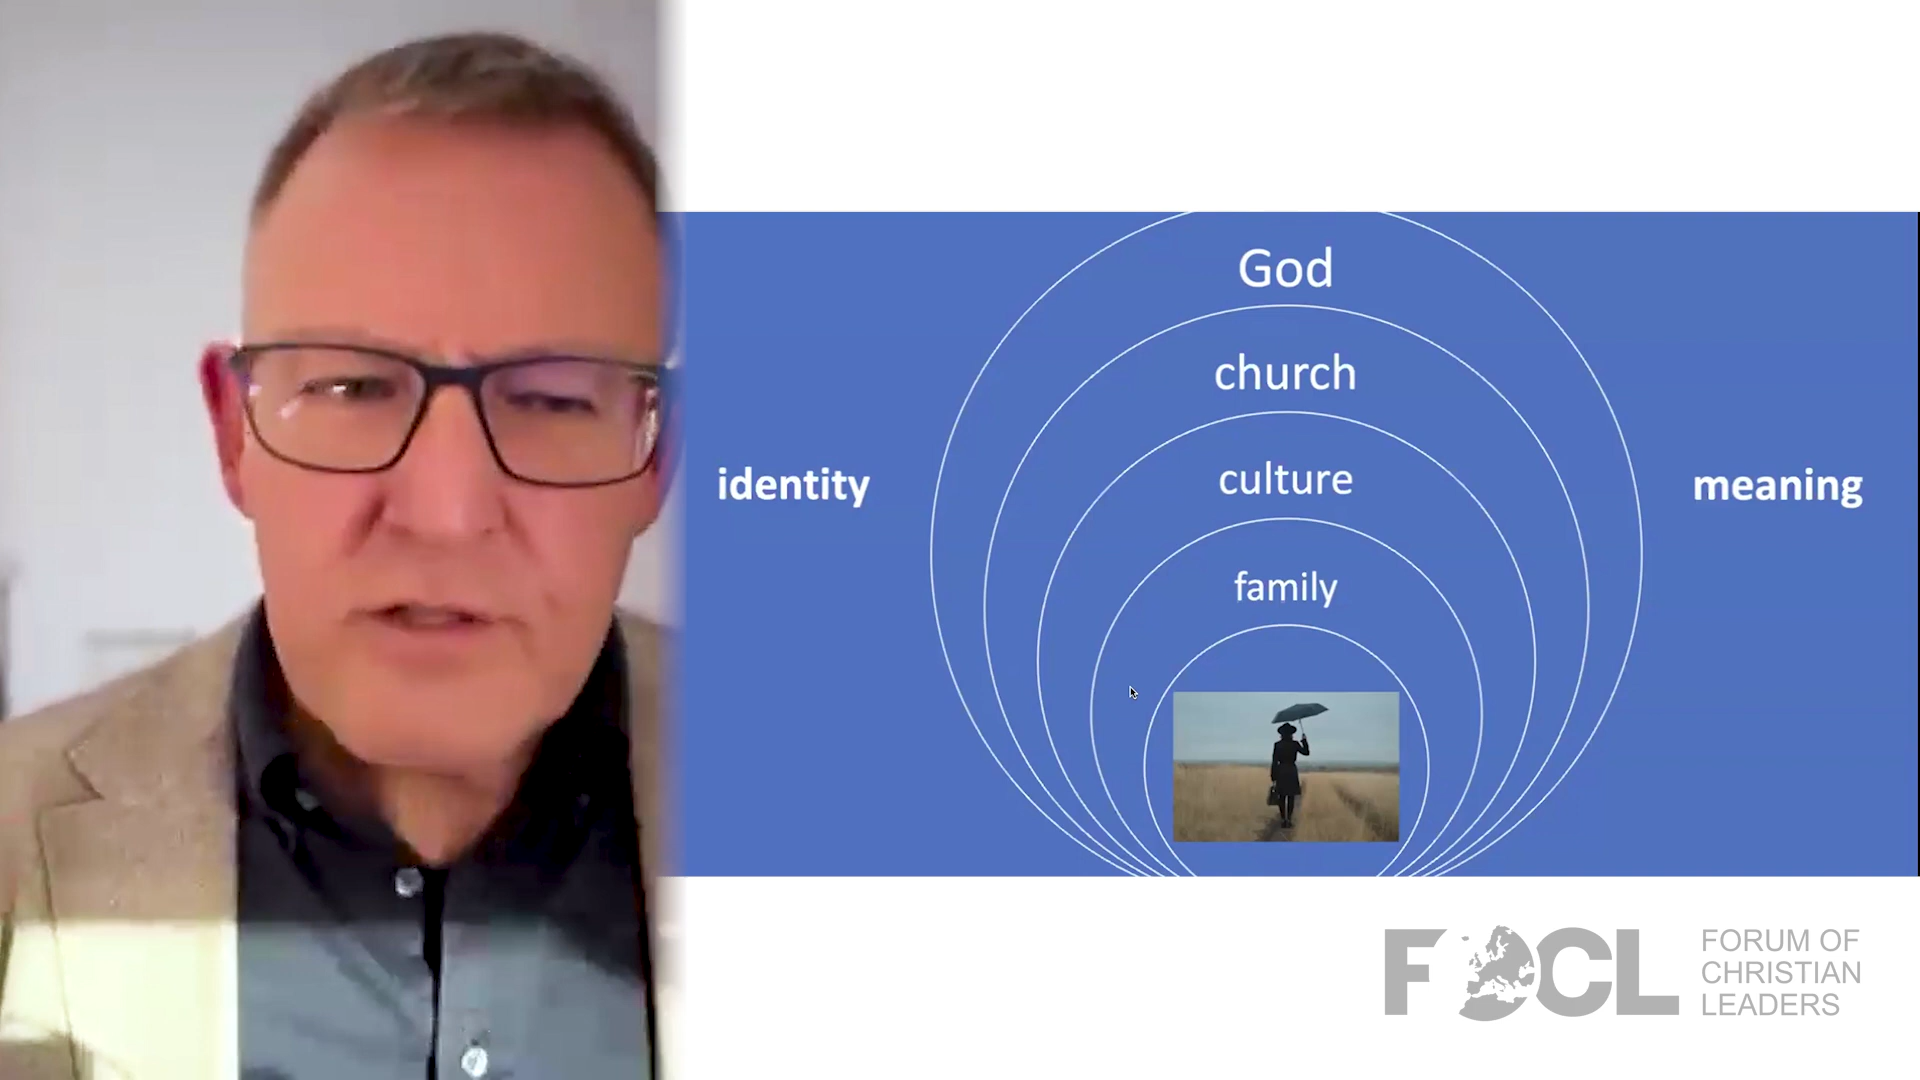 God
church
culture
family
identity
meaning
FOCL
FORUM OF
CHRISTIAN
LEADERS